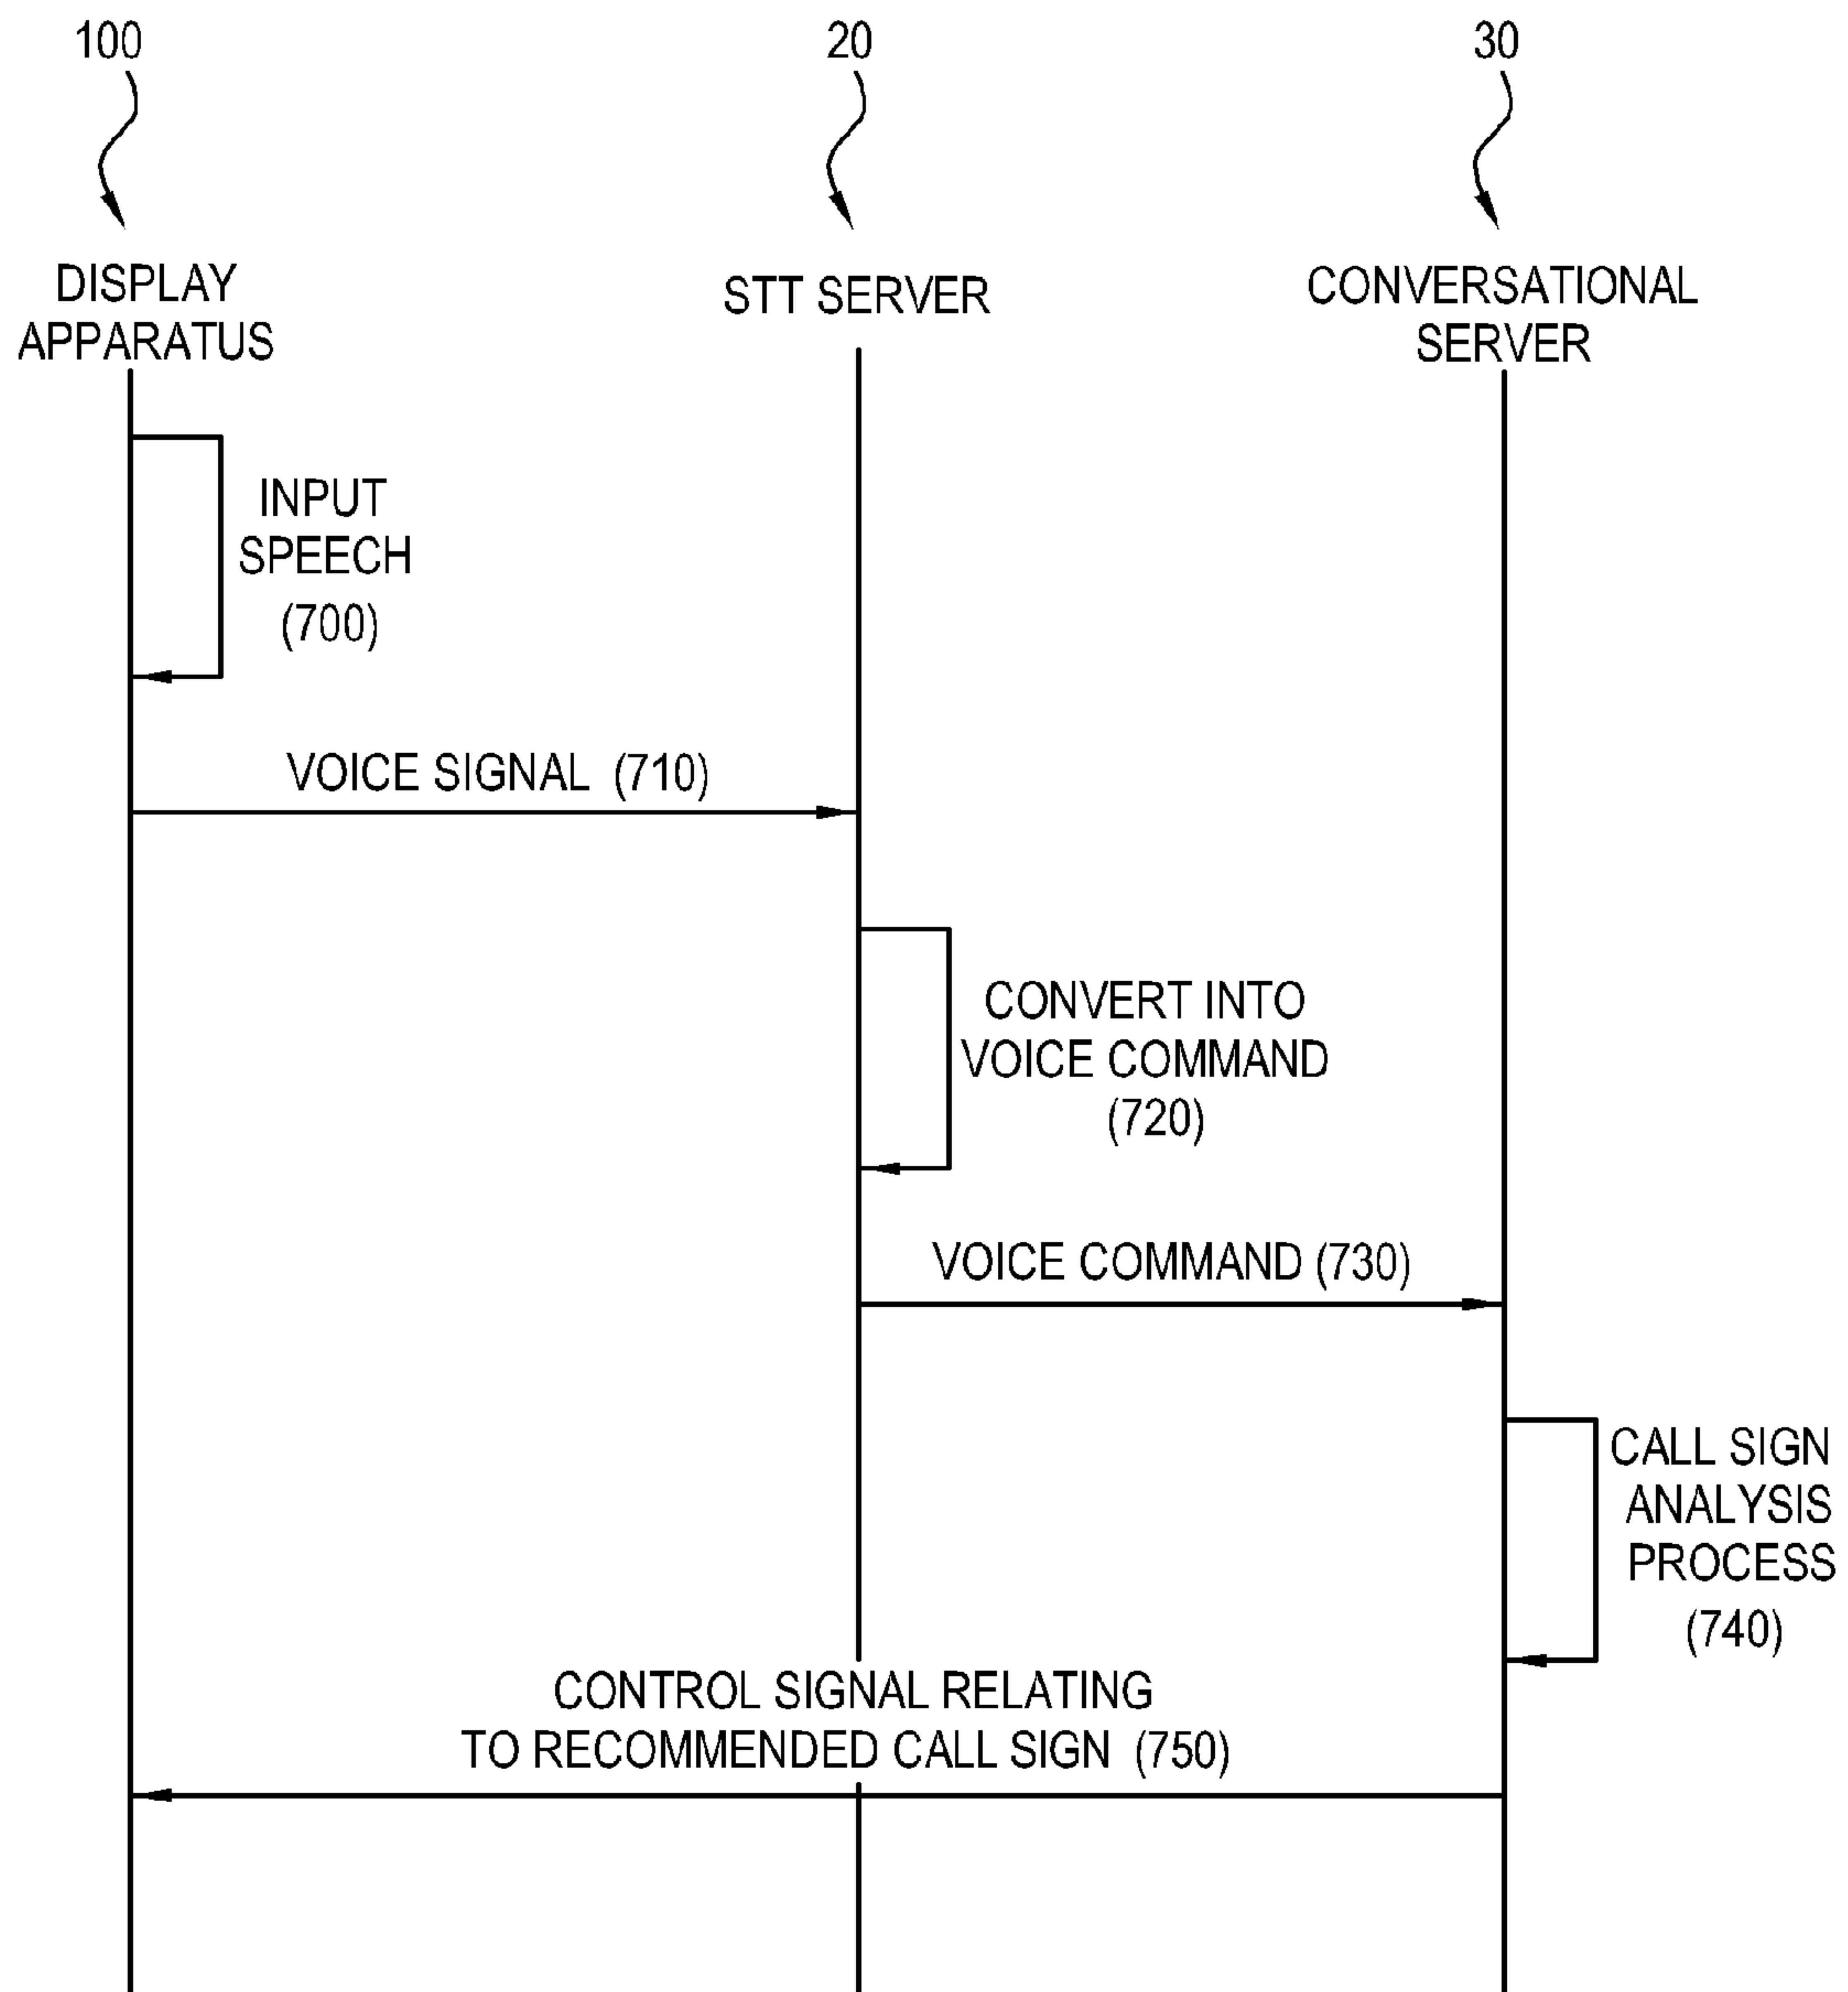 100
20
30
DISPLAY
APPARATUS
STT SERVER
CONVERSATIONAL
SERVER
INPUT
SPEECH
(700)
VOICE SIGNAL (710)
CONVERT INTO
VOICE COMMAND
(720)
VOICE COMMAND (730)
CALL SIGN
ANALYSIS
PROCESS
(740)
CONTROL SIGNAL RELATING
TO RECOMMENDED CALL SIGN (750)